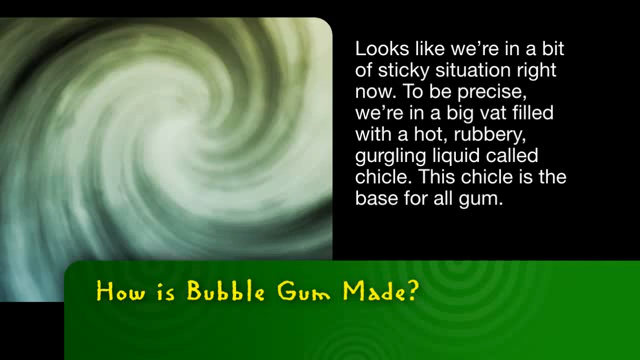 Looks like we’re in a bit
of sticky situation right
now. To be precise,
we’re in a big vat filled
with a hot, rubbery,
gurgling liquid called
chicle. This chicle is the
base for all gum.
How is Bubble Gum Made?